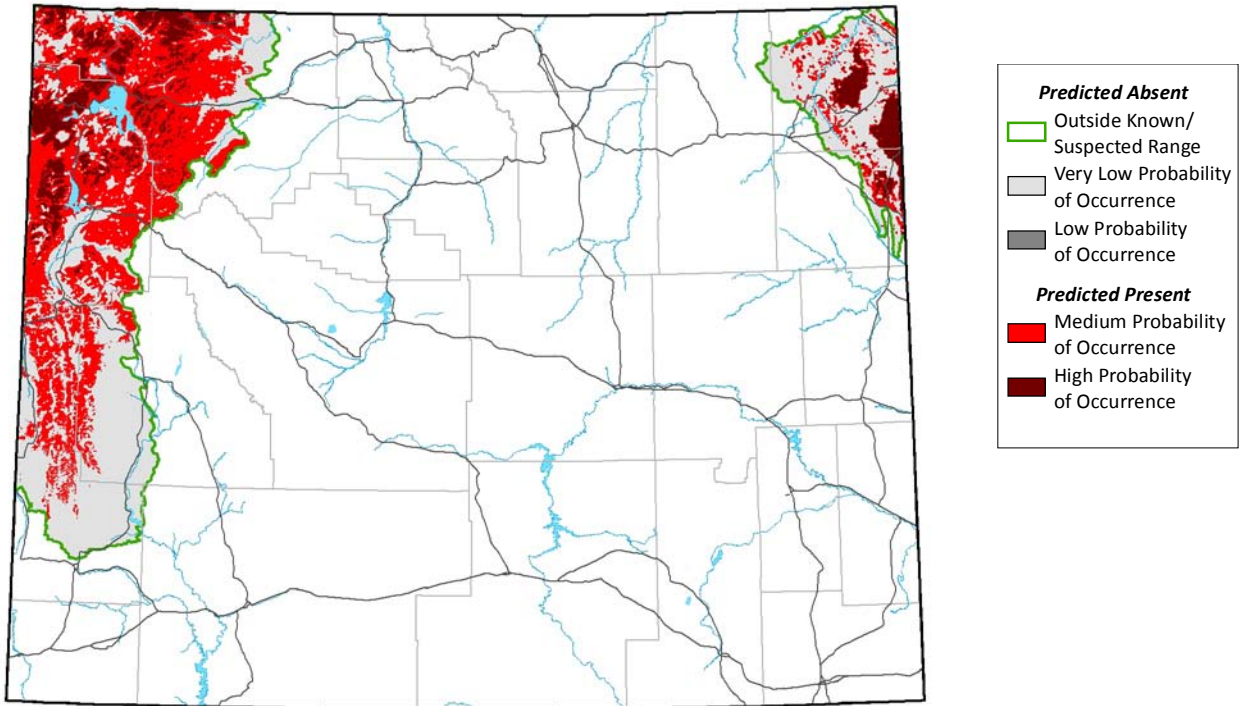 Predicted Absent
Outside Known/
Suspected Range
Very Low Probability
of Occurrence
Low Probability
of Occurrence
Predicted Present
Medium Probability
of Occurrence
High Probability
of Occurrence